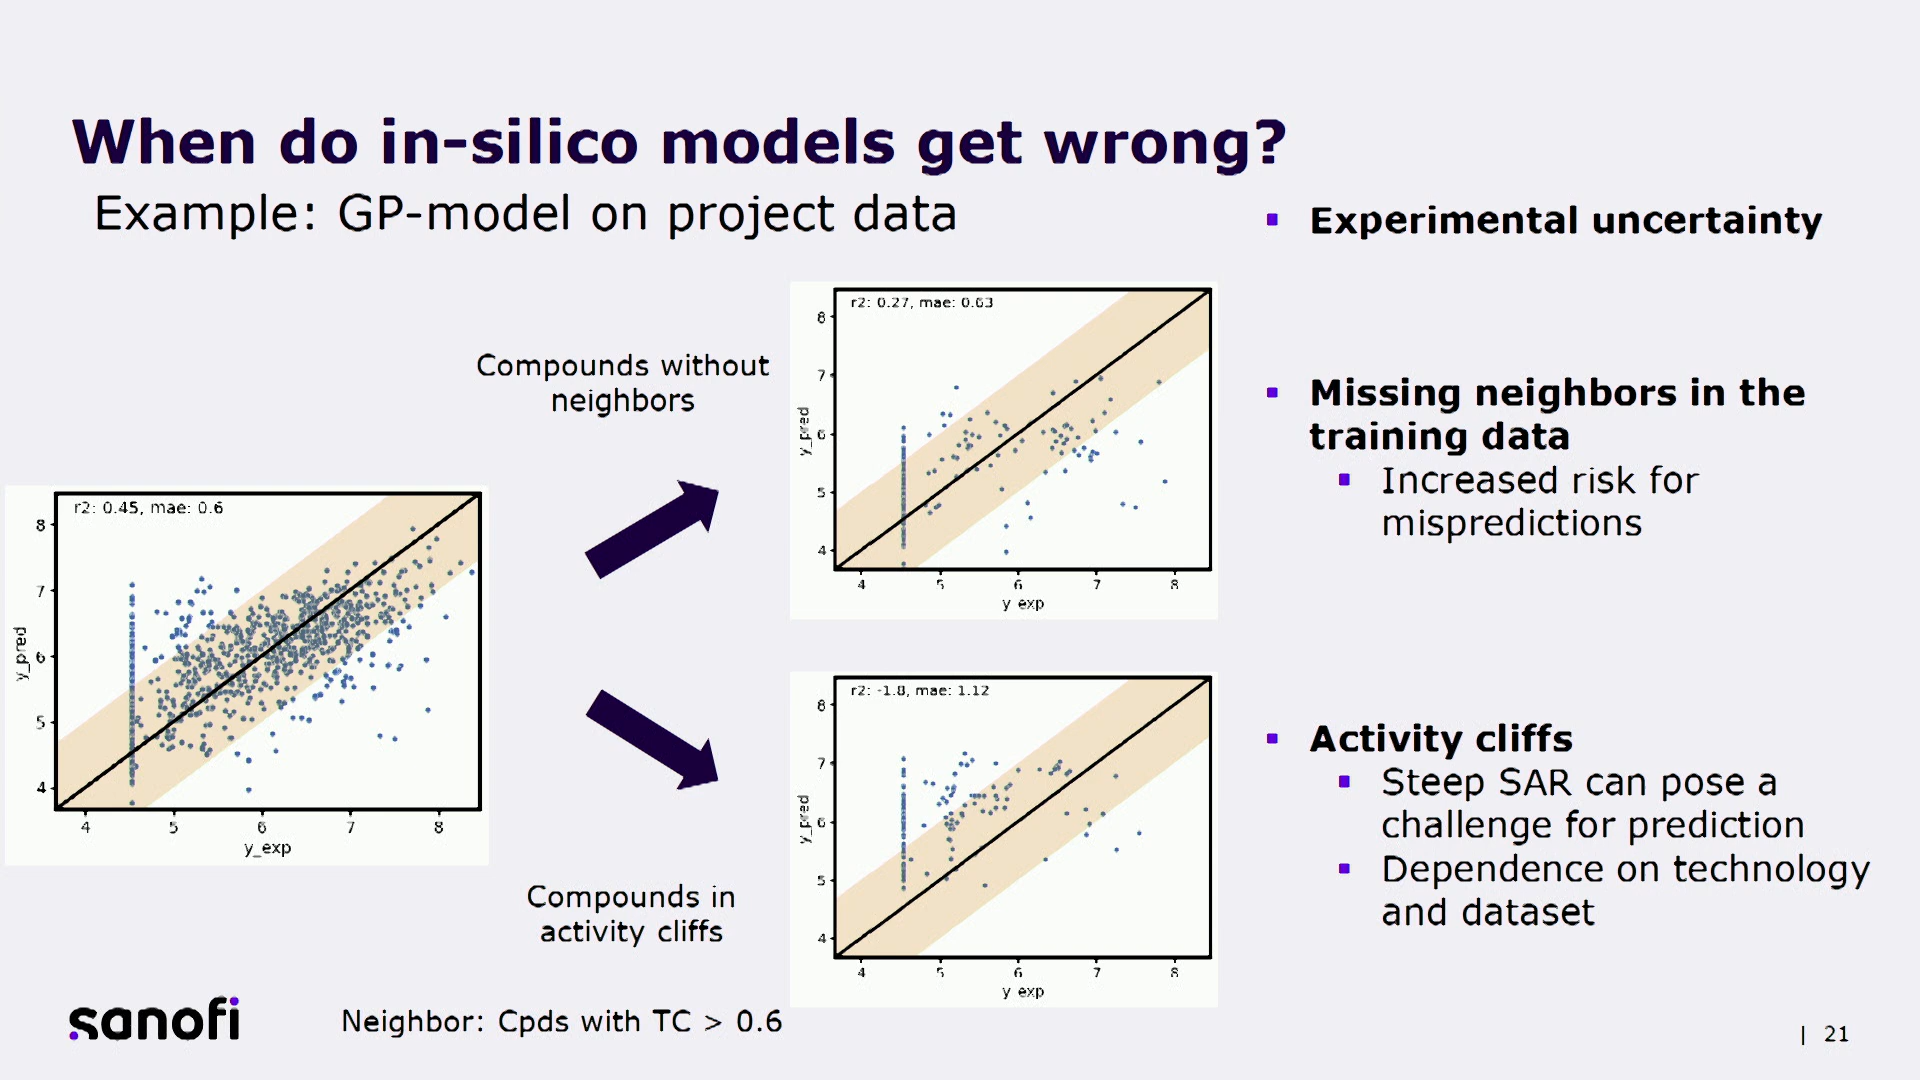 When do in-silico models get wrong?
Example: GP-model on project data
Experimental uncertainty
Missing neighbors in the
training data
Increased risk for
mispredictions
Activity cliffs
Steep SAR can pose a
challenge for prediction
Dependence on technology
and dataset
r2: 0.45, mae: 0.6
8
7
6
5
4
y_pred
4 5 6 7 8
y_exp
Compounds without
neighbors
r2: 0.27, mae: 0.63
8
7
6
5
4
y_pred
4 5 6 7 8
y_exp
Compounds in
activity cliffs
r2: -1.8, mae: 1.12
8
7
6
5
4
y_pred
4 5 6 7 8
y_exp
sanofi
Neighbor: Cpds with TC > 0.6
| 21